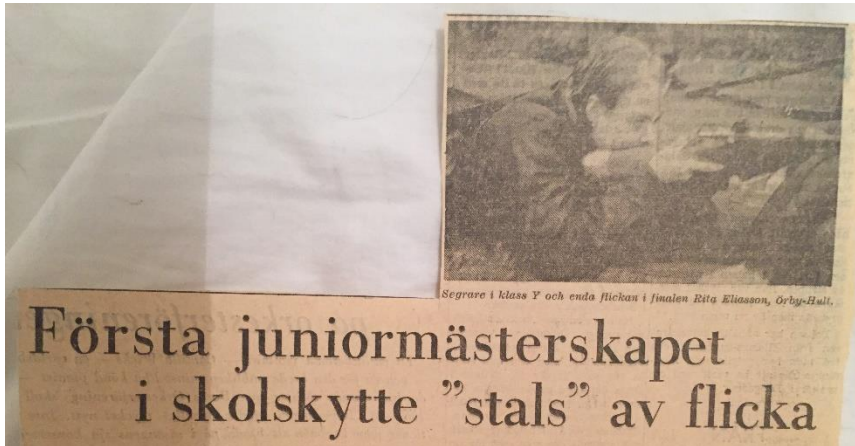 Segrare i klass Y och enda flickan i finalen Rita Eliasson, Örby-Hult.
Första juniormästerskapet
i skolskytte ”stals” av flicka